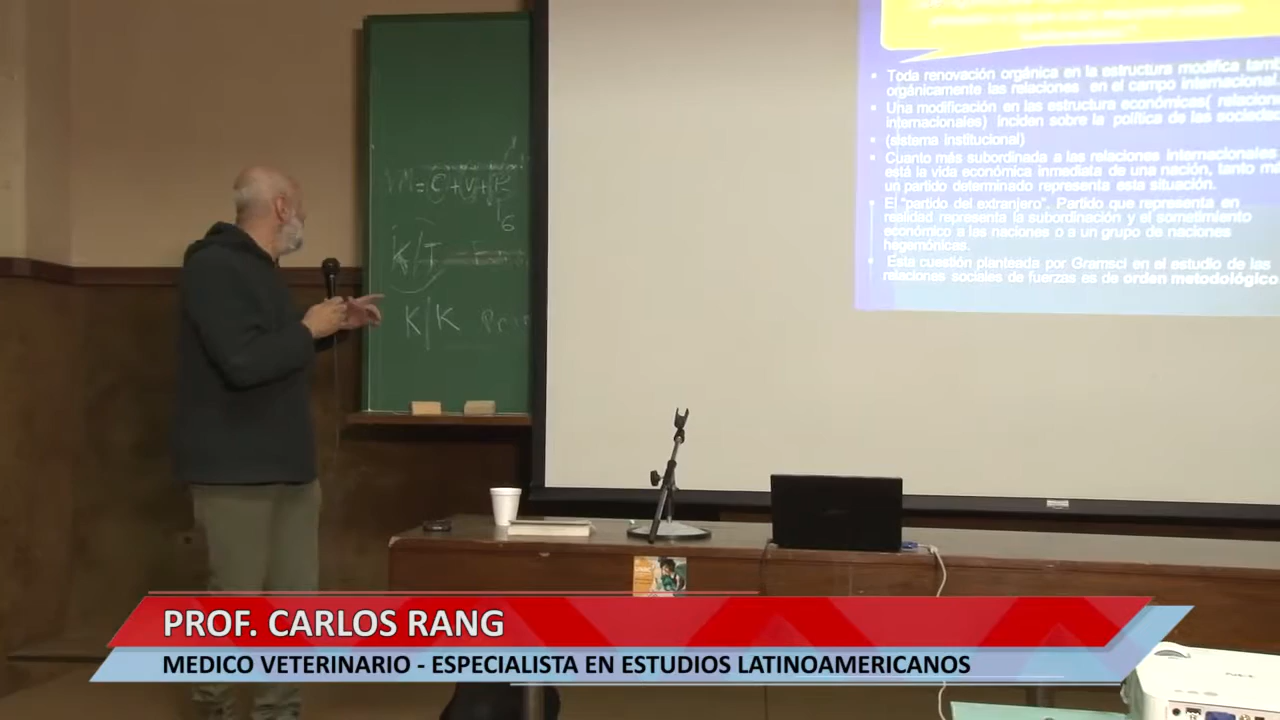 Toda renovación orgánica en la estructura modifica tamb
orgánicamente las relaciones en el campo internacional.
Una modificación en las estructura económicas( relacion
internacionales) inciden sobre la política de las sociedad
(sistema institucional)
Cuanto más subordinada a las relaciones internacionales
está la vida económica inmediata de una nación, tanto má
un partido determinado representa esta situación.
El "partido del extranjero". Partido que representa en
realidad representa la subordinación y el sometimiento
económico a las naciones o a un grupo de naciones
hegemónicas.
Esta cuestión planteada por Gramsci en el estudio de las
relaciones sociales de fuerzas es de orden metodológico
K/K
PROF. CARLOS RANG
MEDICO VETERINARIO - ESPECIALISTA EN ESTUDIOS LATINOAMERICANOS
NEC